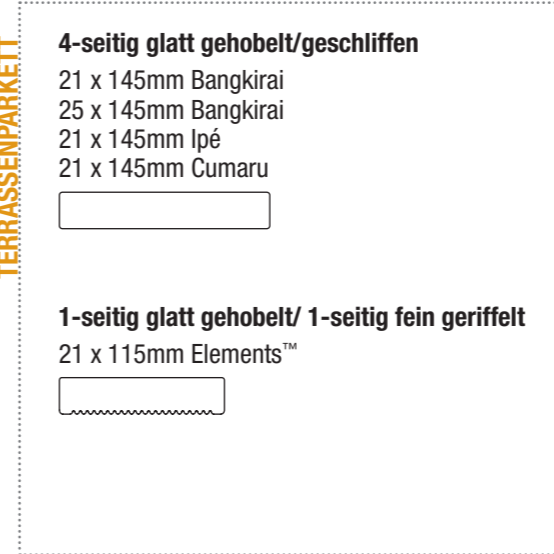 TERRASSENPARKETT
4-seitig glatt gehobelt/geschliffen
21 x 145mm Bangkirai
25 x 145mm Bangkirai
21 x 145mm Ipé
21 x 145mm Cumaru
1-seitig glatt gehobelt/ 1-seitig fein geriffelt
21 x 115mm Elements™